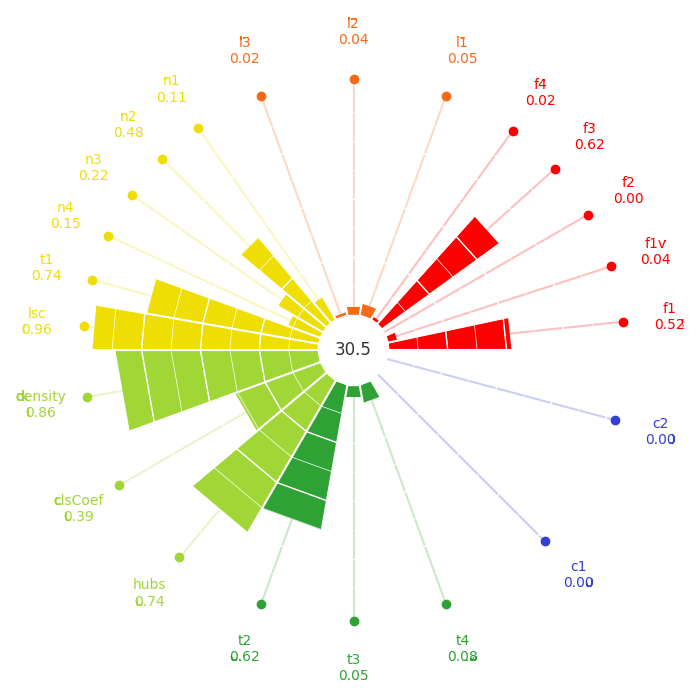 l2
0.04
l3
0.02
l1
0.05
n1
0.11
f4
0.02
n2
0.48
f3
0.62
n3
0.22
f2
0.00
n4
0.15
f1v
0.04
t1
0.74
f1
0.52
lsc
0.96
30.5
density
0.86
c2
0.00
clsCoef
0.39
hubs
0.74
c1
0.00
t2
0.62
t3
0.05
t4
0.08